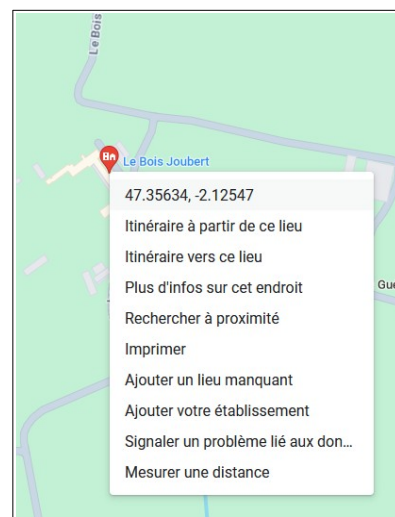 Le Bois
Le Bois Joubert
47.35634, -2.12547
Itinéraire à partir de ce lieu
Itinéraire vers ce lieu
Plus d'infos sur cet endroit
Gue
Rechercher à proximité
Imprimer
Ajouter un lieu manquant
Ajouter votre établissement
Signaler un problème lié aux don...
Mesurer une distance